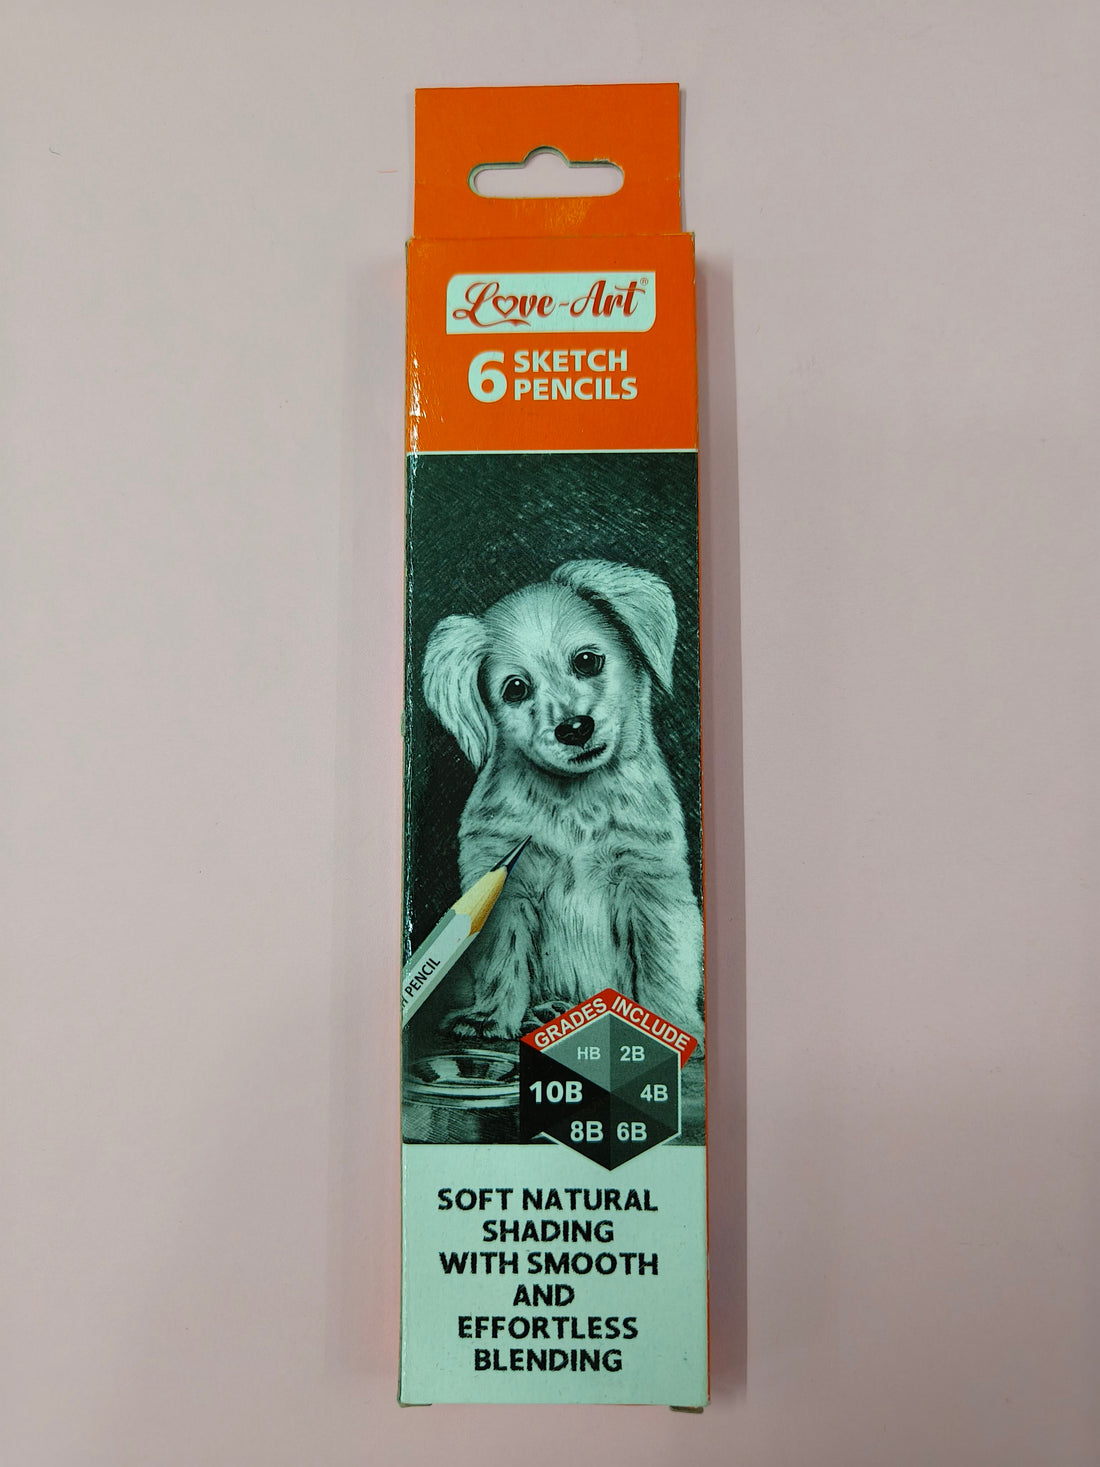 Love-Art®
6 SKETCH
PENCILS
PENCIL
GRADES INCLUDE
HB 2B
10B 4B
8B 6B
SOFT NATURAL
SHADING
WITH SMOOTH
AND
EFFORTLESS
BLENDING